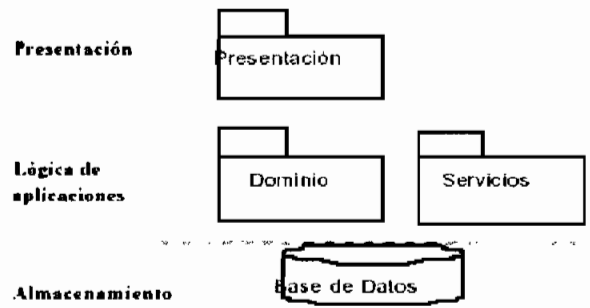 Presentación
Presentación
Lógica de
aplicaciones
Dominio
Servicios
Almacenamiento
Base de Datos